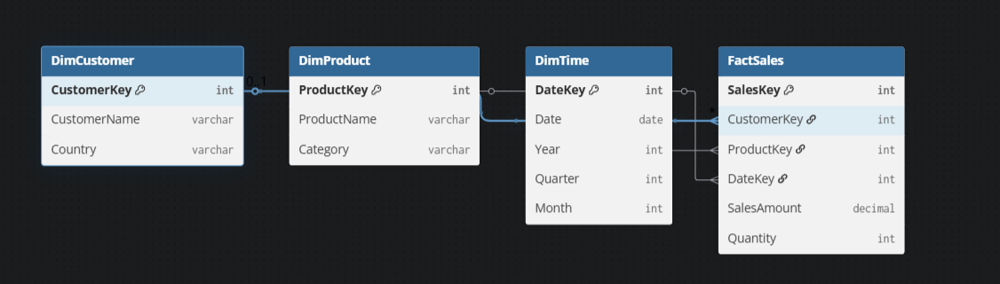 DimCustomer
CustomerKey int
CustomerName varchar
Country varchar
0..1
DimProduct
ProductKey int
ProductName varchar
Category varchar
DimTime
DateKey int
Date date
Year int
Quarter int
Month int
*
FactSales
SalesKey int
CustomerKey int
ProductKey int
DateKey int
SalesAmount decimal
Quantity int